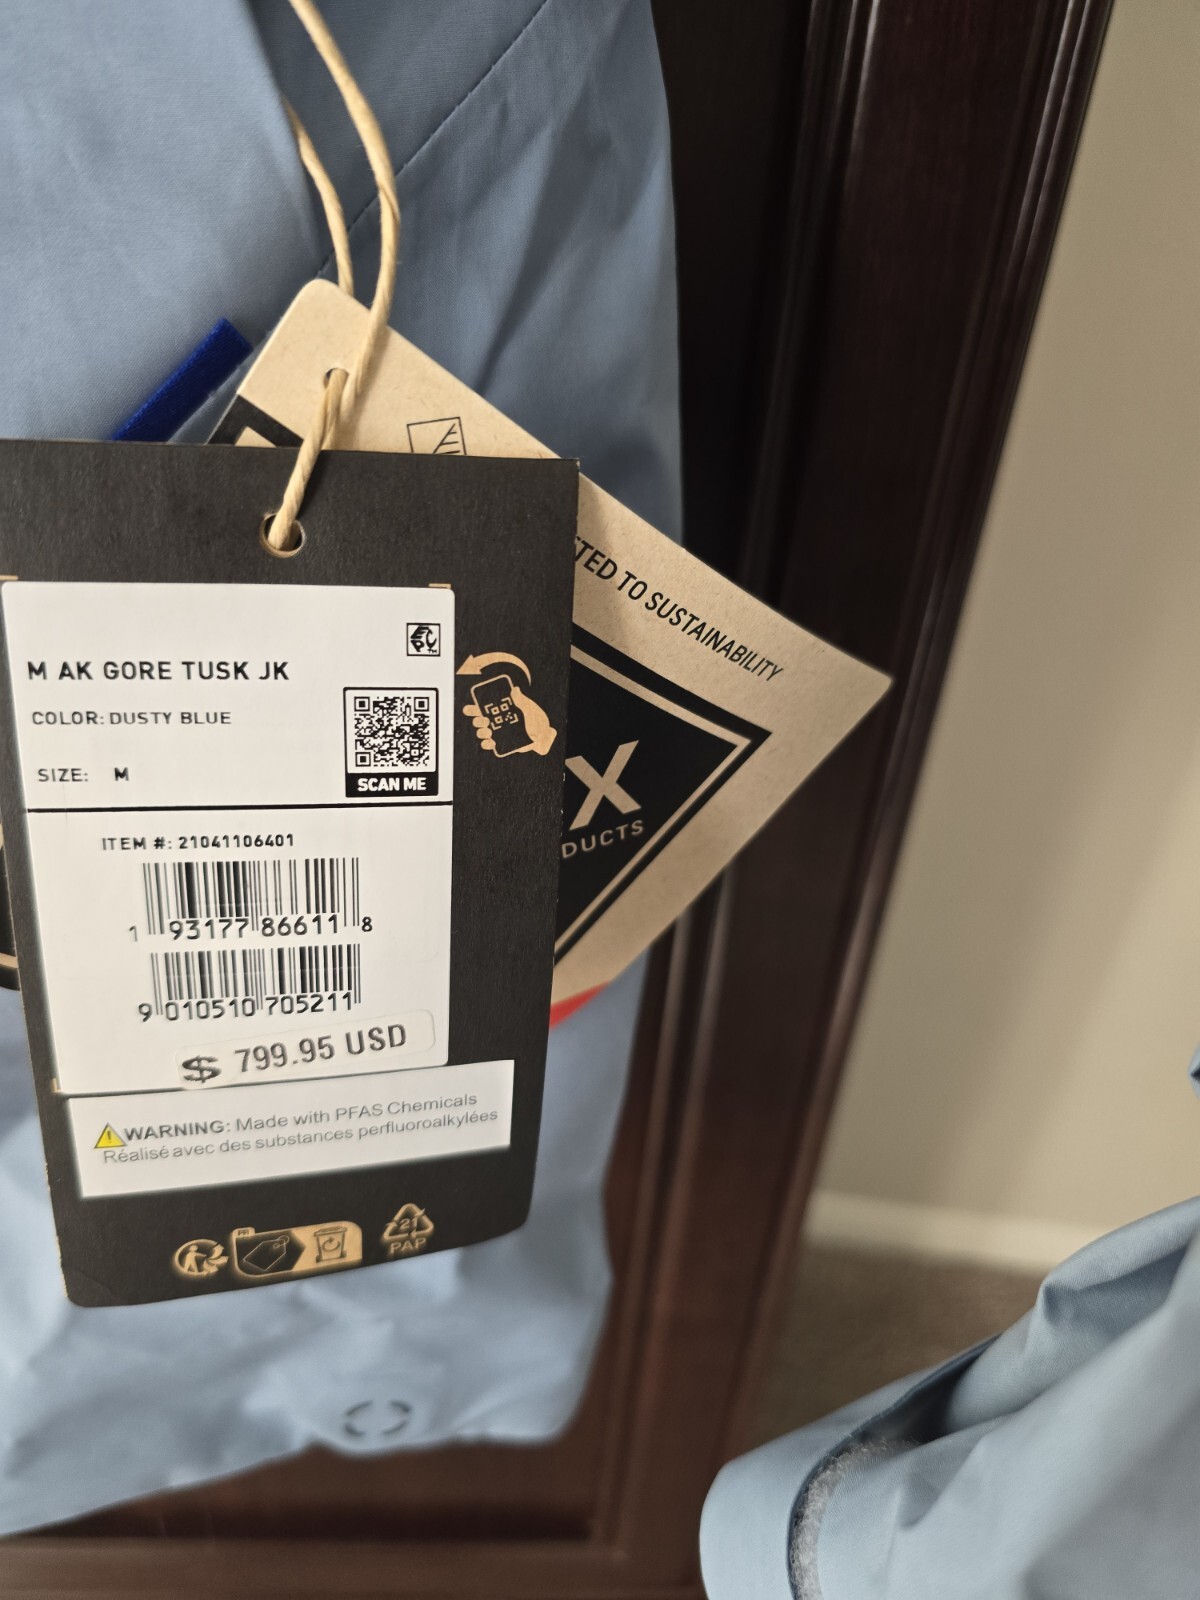 TED TO SUSTAINABILITY
X
DUCTS
M AK GORE TUSK JK
COLOR: DUSTY BLUE
SIZE: M
SCAN ME
ITEM #: 21041106401
1 93177 86611 8
9 010510 705211
$ 799.95 USD
WARNING: Made with PFAS Chemicals
Réalisé avec des substances perfluoroalkylées
FR
21
PAP